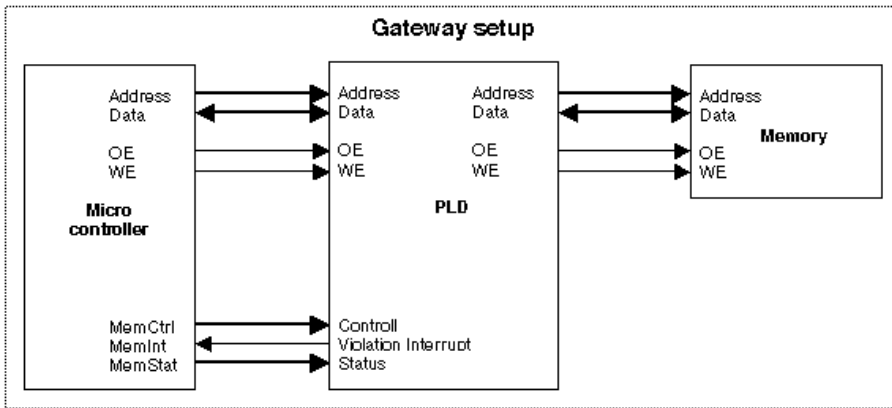 Gateway setup
Address
Data
OE
WE
Micro
controller
MemCtrl
MemInt
MemStat
Address
Data
OE
WE
Controll
Violation Interrupt
Status
Address
Data
OE
WE
PLD
Address
Data
Memory
OE
WE